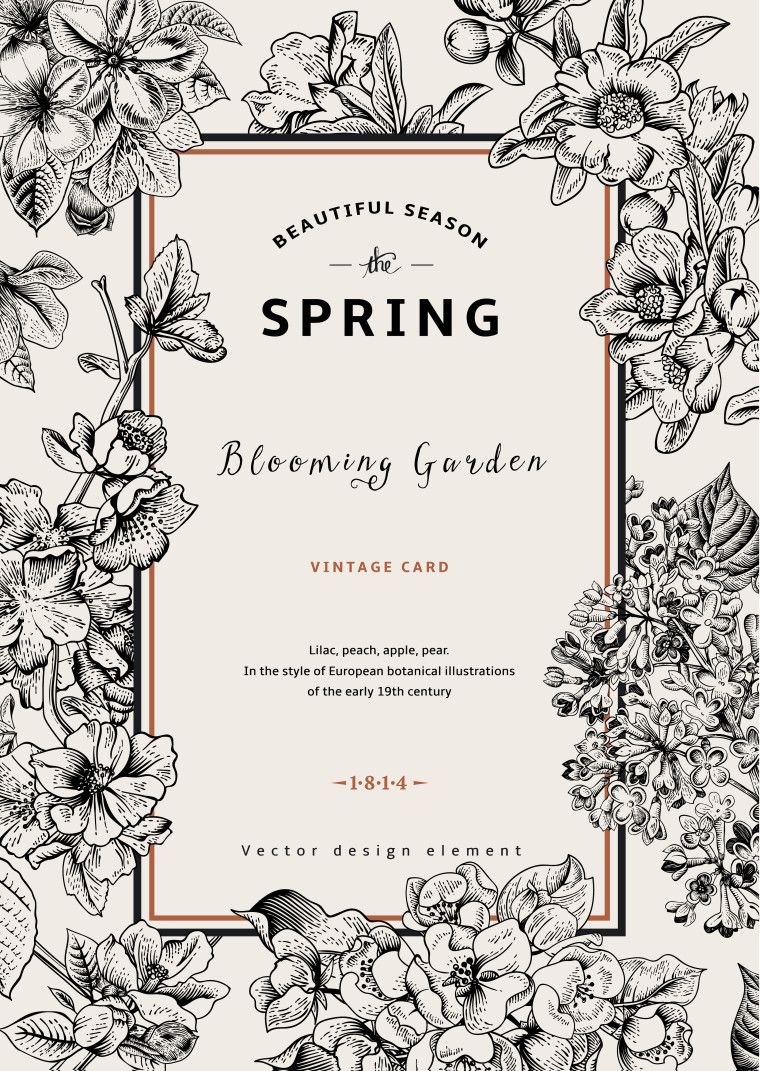 BEAUTIFUL SEASON
the
SPRING
Blooming Garden
VINTAGE CARD
Lilac, peach, apple, pear.
In the style of European botanical illustrations
of the early 19th century
1·8·1·4
Vector design element